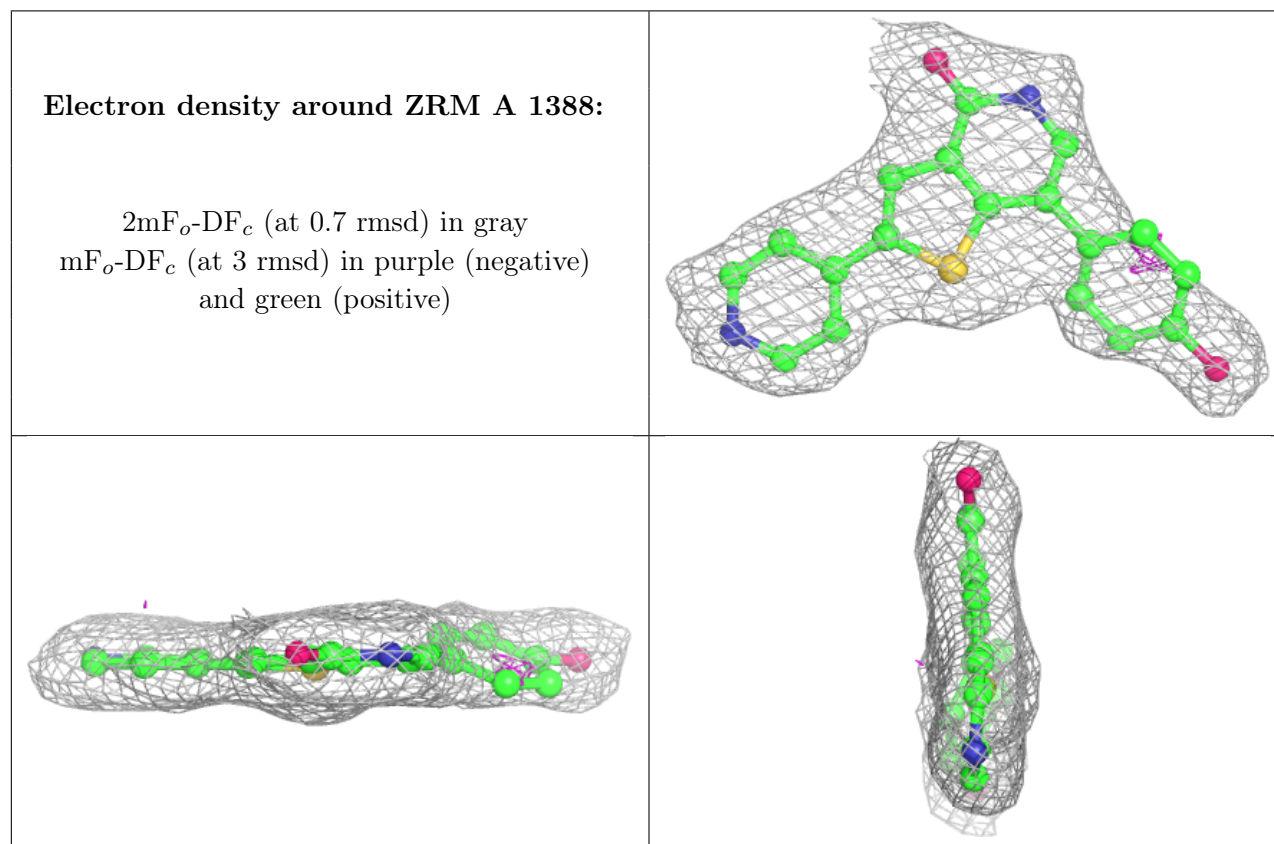 Electron density around ZRM A 1388:
2mFo-DFc (at 0.7 rmsd) in gray
mFo-DFc (at 3 rmsd) in purple (negative)
and green (positive)